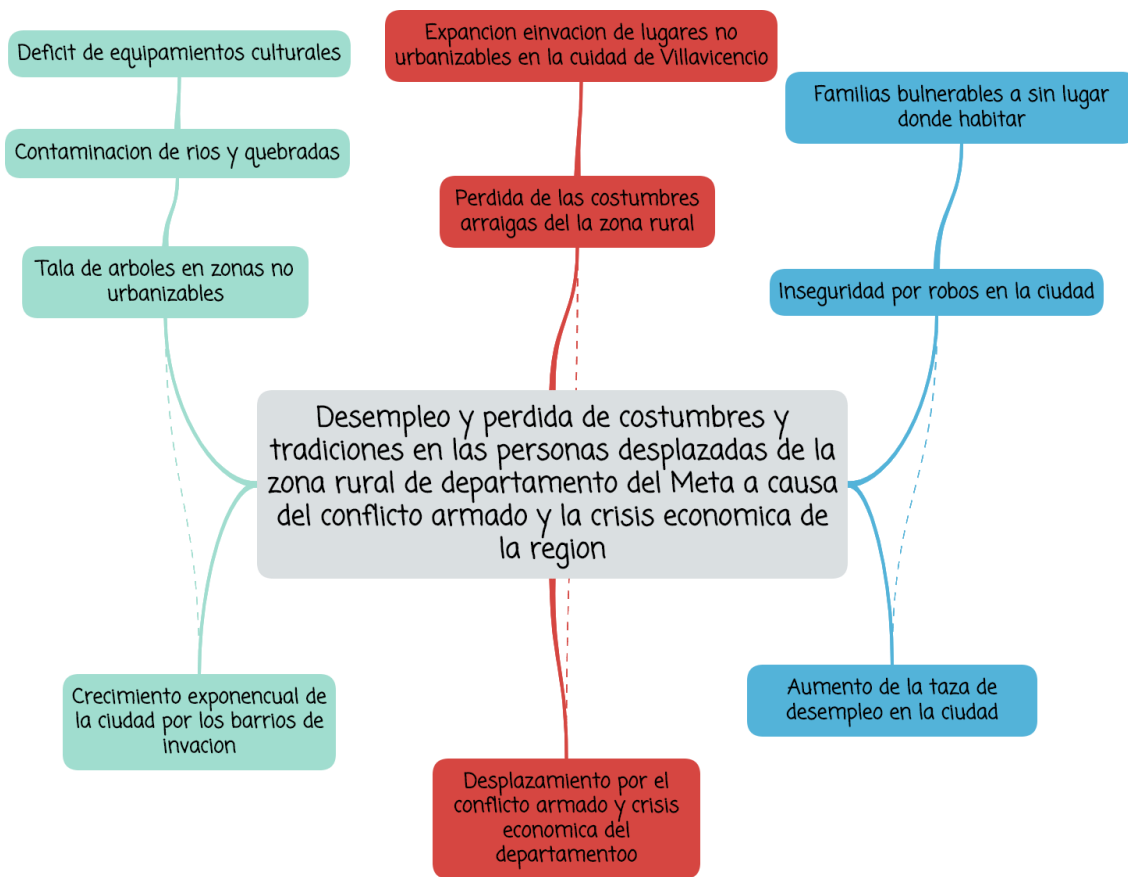 Deficit de equipamientos culturales
Contaminacion de rios y quebradas
Tala de arboles en zonas no
urbanizables
Expancion einvacion de lugares no
urbanizables en la cuidad de Villavicencio
Perdida de las costumbres
arraigas del la zona rural
Familias bulnerables a sin lugar
donde habitar
Inseguridad por robos en la ciudad
Desempleo y perdida de costumbres y
tradiciones en las personas desplazadas de la
zona rural de departamento del Meta a causa
del conflicto armado y la crisis economica de
la region
Crecimiento exponencual de
la ciudad por los barrios de
invacion
Desplazamiento por el
conflicto armado y crisis
economica del
departamentoo
Aumento de la taza de
desempleo en la ciudad